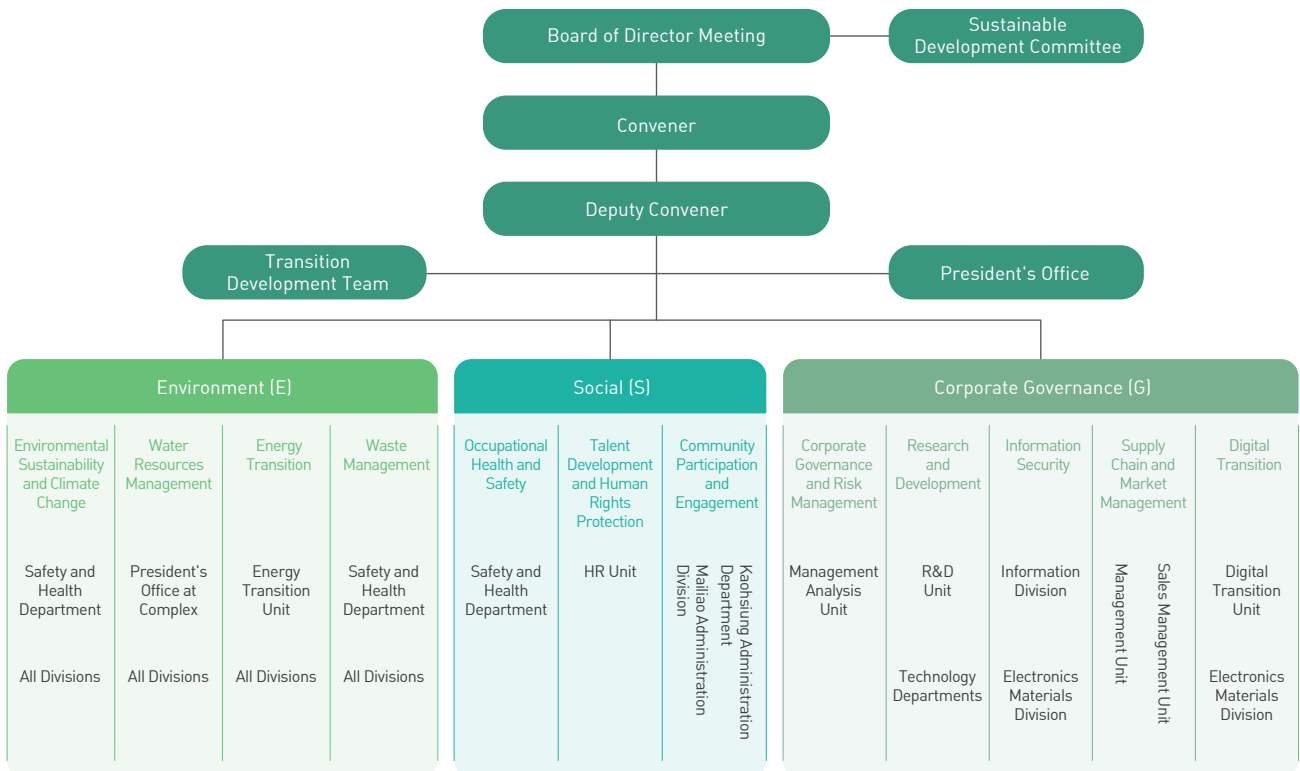 Board of Director Meeting
Sustainable
Development Committee
Convener
Deputy Convener
Transition
Development Team
President's Office
Environment (E)
Environmental
Sustainability
and Climate
Change
Water
Resources
Management
Energy
Transition
Waste
Management
Safety and
Health
Department
President's
Office at
Complex
Energy
Transition
Unit
Safety and
Health
Department
All Divisions
All Divisions
All Divisions
All Divisions
Social (S)
Occupational
Health and
Safety
Talent
Development
and Human
Rights
Protection
Community
Participation
and
Engagement
Safety and
Health
Department
HR Unit
Kaohsiung Administration
Department
Mailiao Administration
Division
Corporate Governance (G)
Corporate
Governance
and Risk
Management
Research
and
Development
Information
Security
Supply
Chain and
Market
Management
Digital
Transition
Management
Analysis
Unit
R&D
Unit
Information
Division
Sales Management Unit
Management Unit
Digital
Transition
Unit
Technology
Departments
Electronics
Materials
Division
Electronics
Materials
Division